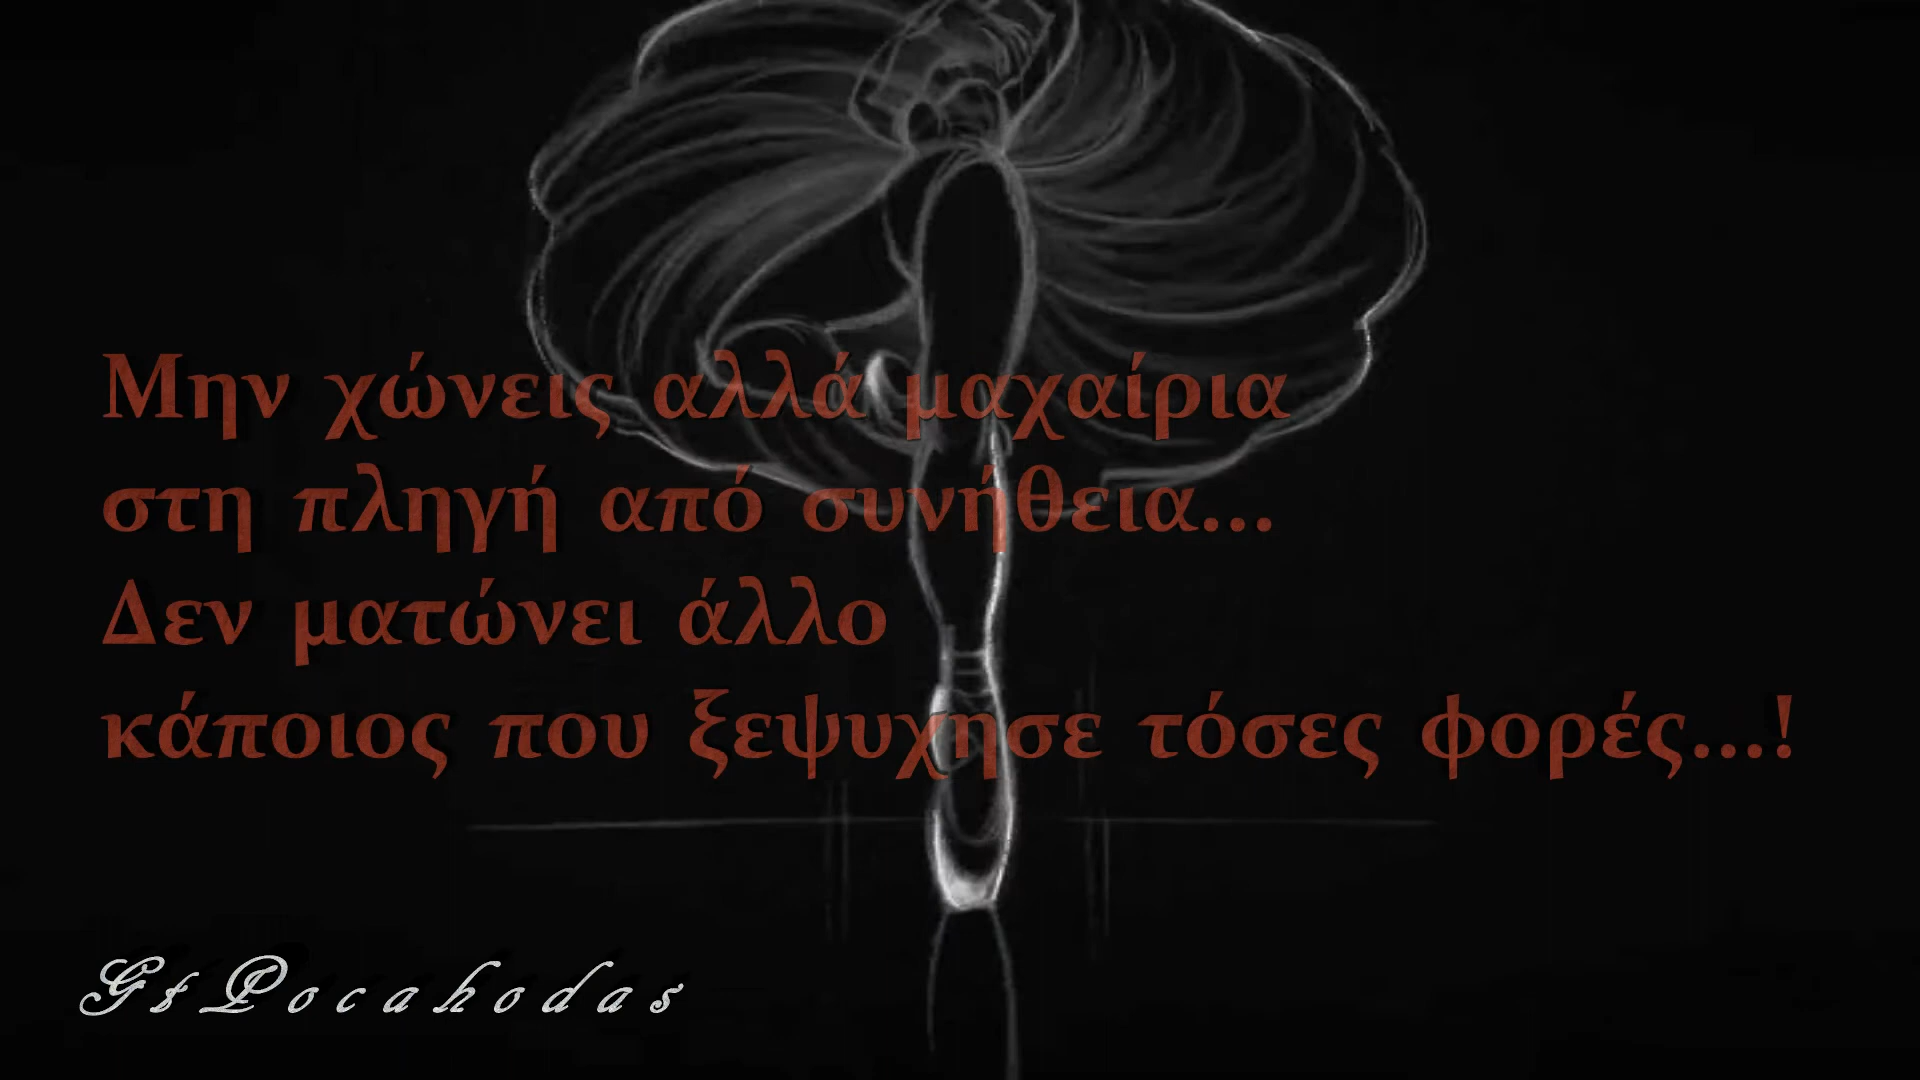 Μην χώνεις αλλά μαχαίρια
στη πληγή από συνήθεια...
Δεν ματώνει άλλο
κάποιος που ξεψυχησε τόσες φορές...!
GtPocahodas